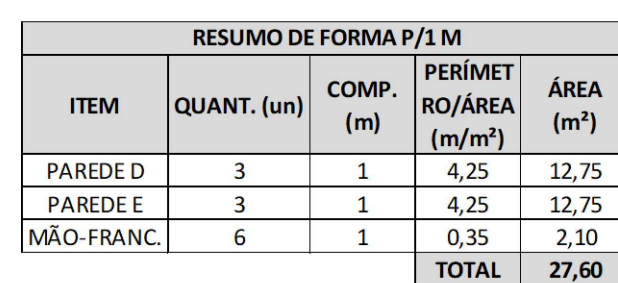 RESUMO DE FORMA P/1 M
ITEM QUANT. (un) COMP. (m) PERÍMET RO/ÁREA (m/m²) ÁREA (m²)
PAREDE D 3 1 4,25 12,75
PAREDE E 3 1 4,25 12,75
MÃO-FRANC. 6 1 0,35 2,10
TOTAL 27,60